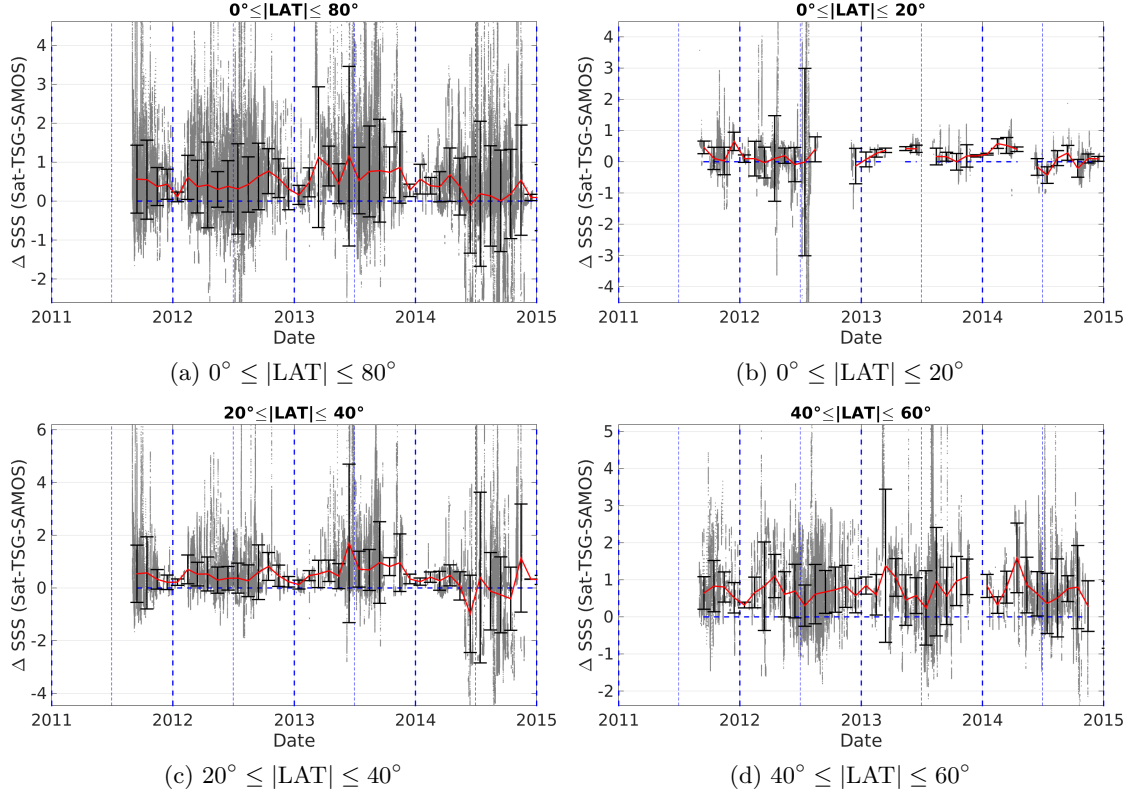 0°≤|LAT|≤ 80°
Δ SSS (Sat-TSG-SAMOS)
4
3
2
1
0
-1
-2
2011 2012 2013 2014 2015
Date
(a) 0° ≤ |LAT| ≤ 80°
0°≤|LAT|≤ 20°
Δ SSS (Sat-TSG-SAMOS)
4
3
2
1
0
-1
-2
-3
-4
2011 2012 2013 2014 2015
Date
(b) 0° ≤ |LAT| ≤ 20°
20°≤|LAT|≤ 40°
Δ SSS (Sat-TSG-SAMOS)
6
4
2
0
-2
-4
2011 2012 2013 2014 2015
Date
(c) 20° ≤ |LAT| ≤ 40°
40°≤|LAT|≤ 60°
Δ SSS (Sat-TSG-SAMOS)
5
4
3
2
1
0
-1
-2
2011 2012 2013 2014 2015
Date
(d) 40° ≤ |LAT| ≤ 60°